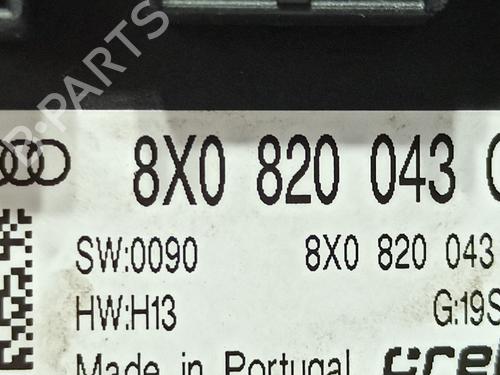 8X0 820 043
SW:0090 8X0 820 043
HW:H13 G:19S
Made in Portugal
B-PARTS